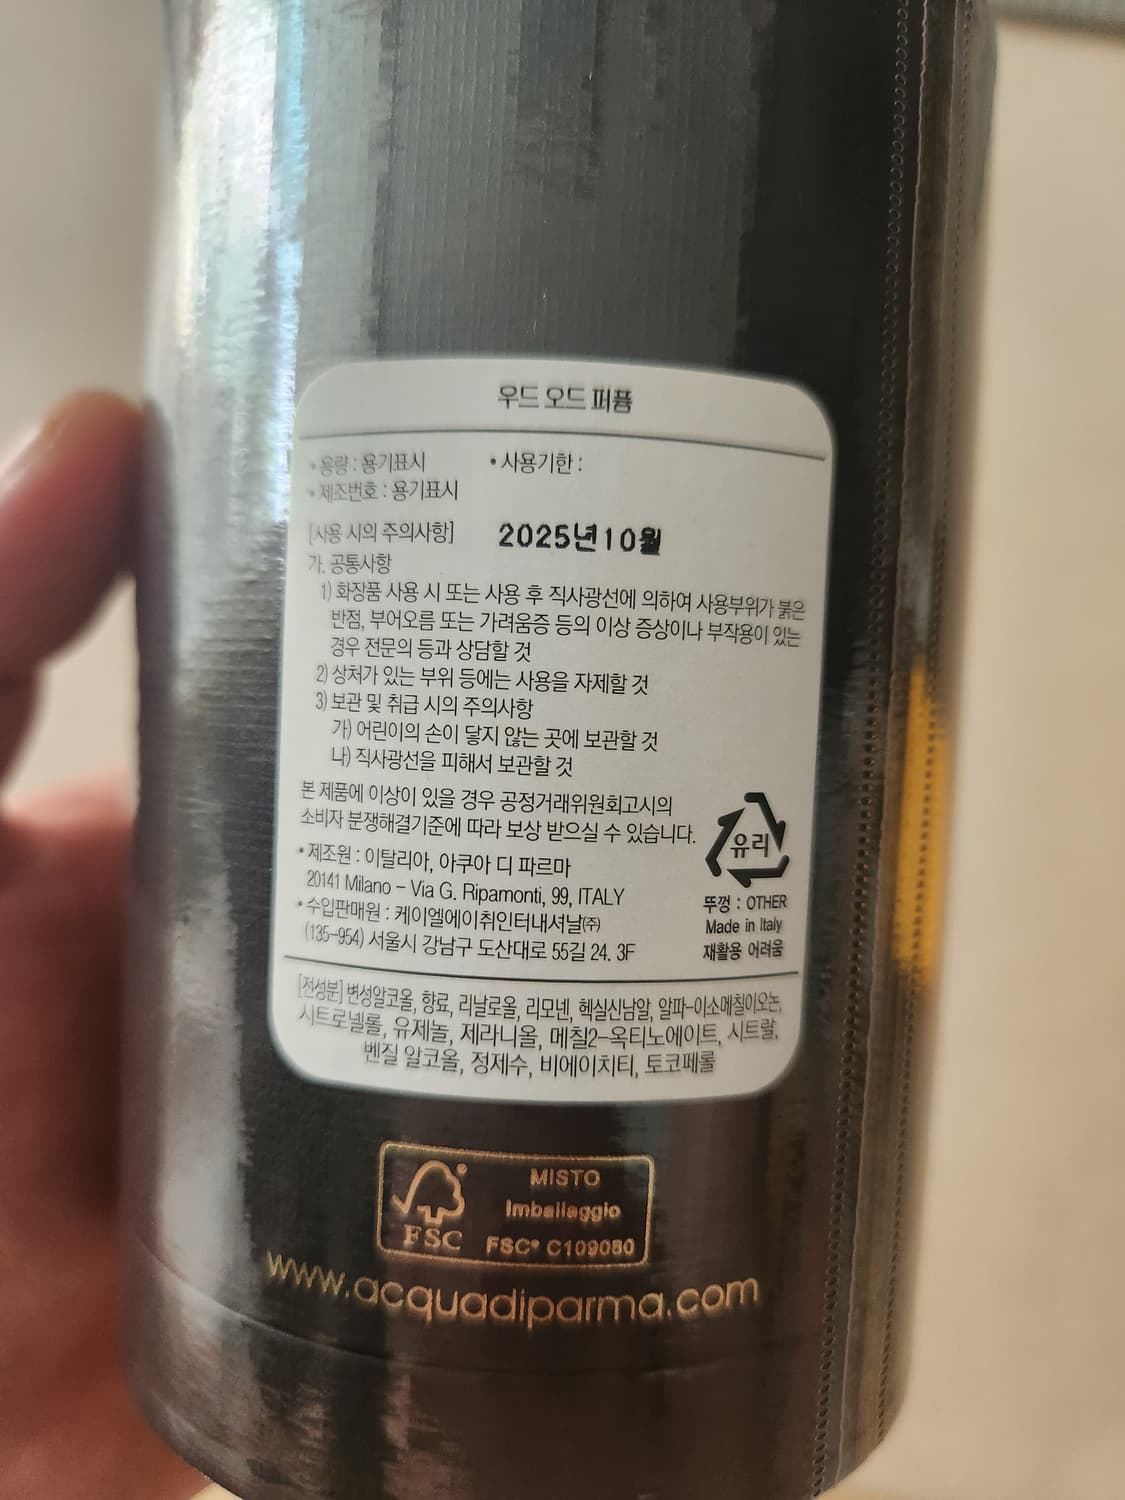 우드 오드 퍼퓸
• 용량 : 용기표시 • 사용기한 :
• 제조번호 : 용기표시
[사용 시의 주의사항] 2025년10월
가. 공통사항
1) 화장품 사용 시 또는 사용 후 직사광선에 의하여 사용부위가 붉은
반점, 부어오름 또는 가려움증 등의 이상 증상이나 부작용이 있는
경우 전문의 등과 상담할 것
2) 상처가 있는 부위 등에는 사용을 자제할 것
3) 보관 및 취급 시의 주의사항
가) 어린이의 손이 닿지 않는 곳에 보관할 것
나) 직사광선을 피해서 보관할 것
본 제품에 이상이 있을 경우 공정거래위원회고시의
소비자 분쟁해결기준에 따라 보상 받으실 수 있습니다.
• 제조원 : 이탈리아, 아쿠아 디 파르마
20141 Milano – Via G. Ripamonti, 99, ITALY
• 수입판매원 : 케이엘에이취인터내셔날㈜
(135-954) 서울시 강남구 도산대로 55길 24. 3F
유리
뚜껑 : OTHER
Made in Italy
재활용 어려움
[전성분] 변성알코올, 향료, 리날로올, 리모넨, 헥실신남알, 알파-이소메칠이오논,
시트로넬롤, 유제놀, 제라니올, 메칠2-옥티노에이트, 시트랄,
벤질 알코올, 정제수, 비에이치티, 토코페롤
FSC
MISTO
Imballaggio
FSC® C109080
www.acquadiparma.com